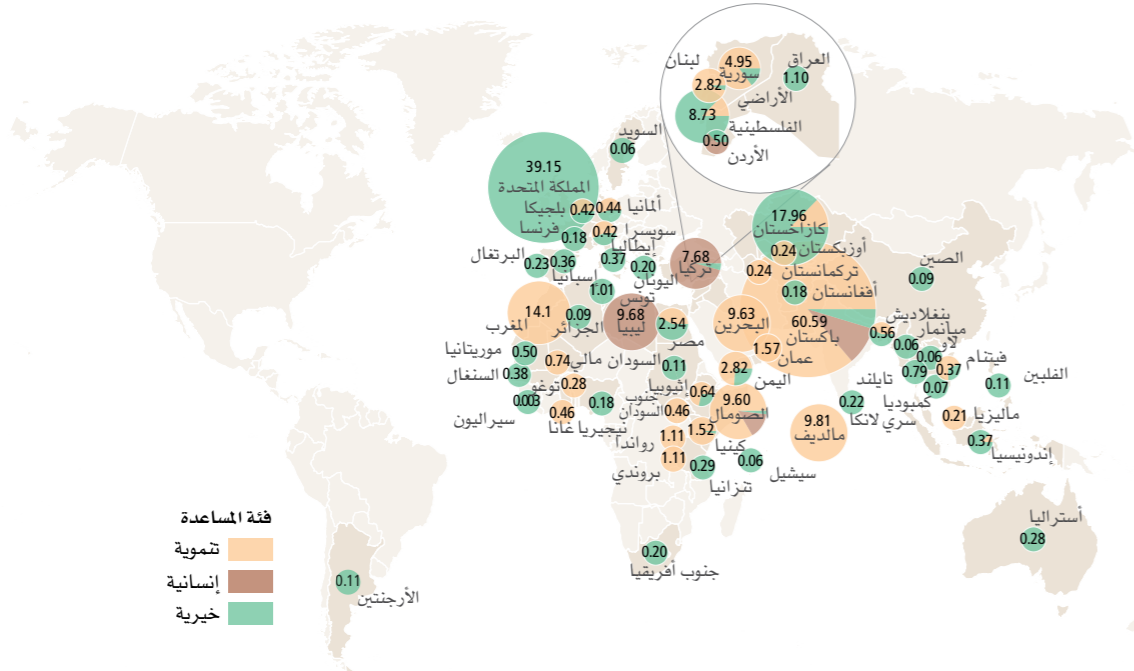 لبنان
4.95
سورية
العراق
1.10
2.82
الأراضي
الفلسطينية
8.73
0.50
الأردن
السويد
0.06
39.15
المملكة المتحدة
بلجيكا
0.42
0.44
ألمانيا
فرنسا
0.18
0.42
سويسرا
إيطاليا
0.37
البرتغال
0.23
0.36
اسبانيا
0.20
اليونان
7.68
تركيا
17.96
كازاخستان
أوزبكستان
0.24
تركمانستان
0.24
أفغانستان
0.18
الصين
0.09
1.01
تونس
14.1
المغرب
0.09
الجزائر
9.68
ليبيا
2.54
مصر
9.63
البحرين
60.59
باكستان
1.57
عمان
بنغلاديش
0.56
ميانمار
0.06
لاو
0.06
فيتنام
0.37
0.79
تايلند
0.07
كمبوديا
الفلبين
0.11
موريتانيا
0.50
0.74
مالي
السودان
0.11
2.82
اليمن
السنغال
0.38
0.28
توغو
إثيوبيا
0.64
9.60
الصومال
0.003
سيراليون
0.46
غانا
0.18
نيجيريا
جنوب
السودان
0.46
1.52
كينيا
9.81
مالديف
0.22
سري لانكا
0.21
ماليزيا
0.37
إندونيسيا
1.11
رواندا
1.11
بروندي
0.29
تنزانيا
0.06
سيشيل
أستراليا
0.28
0.20
جنوب أفريقيا
0.11
الأرجنتين
فئة المساعدة
تنموية
إنسانية
خيرية